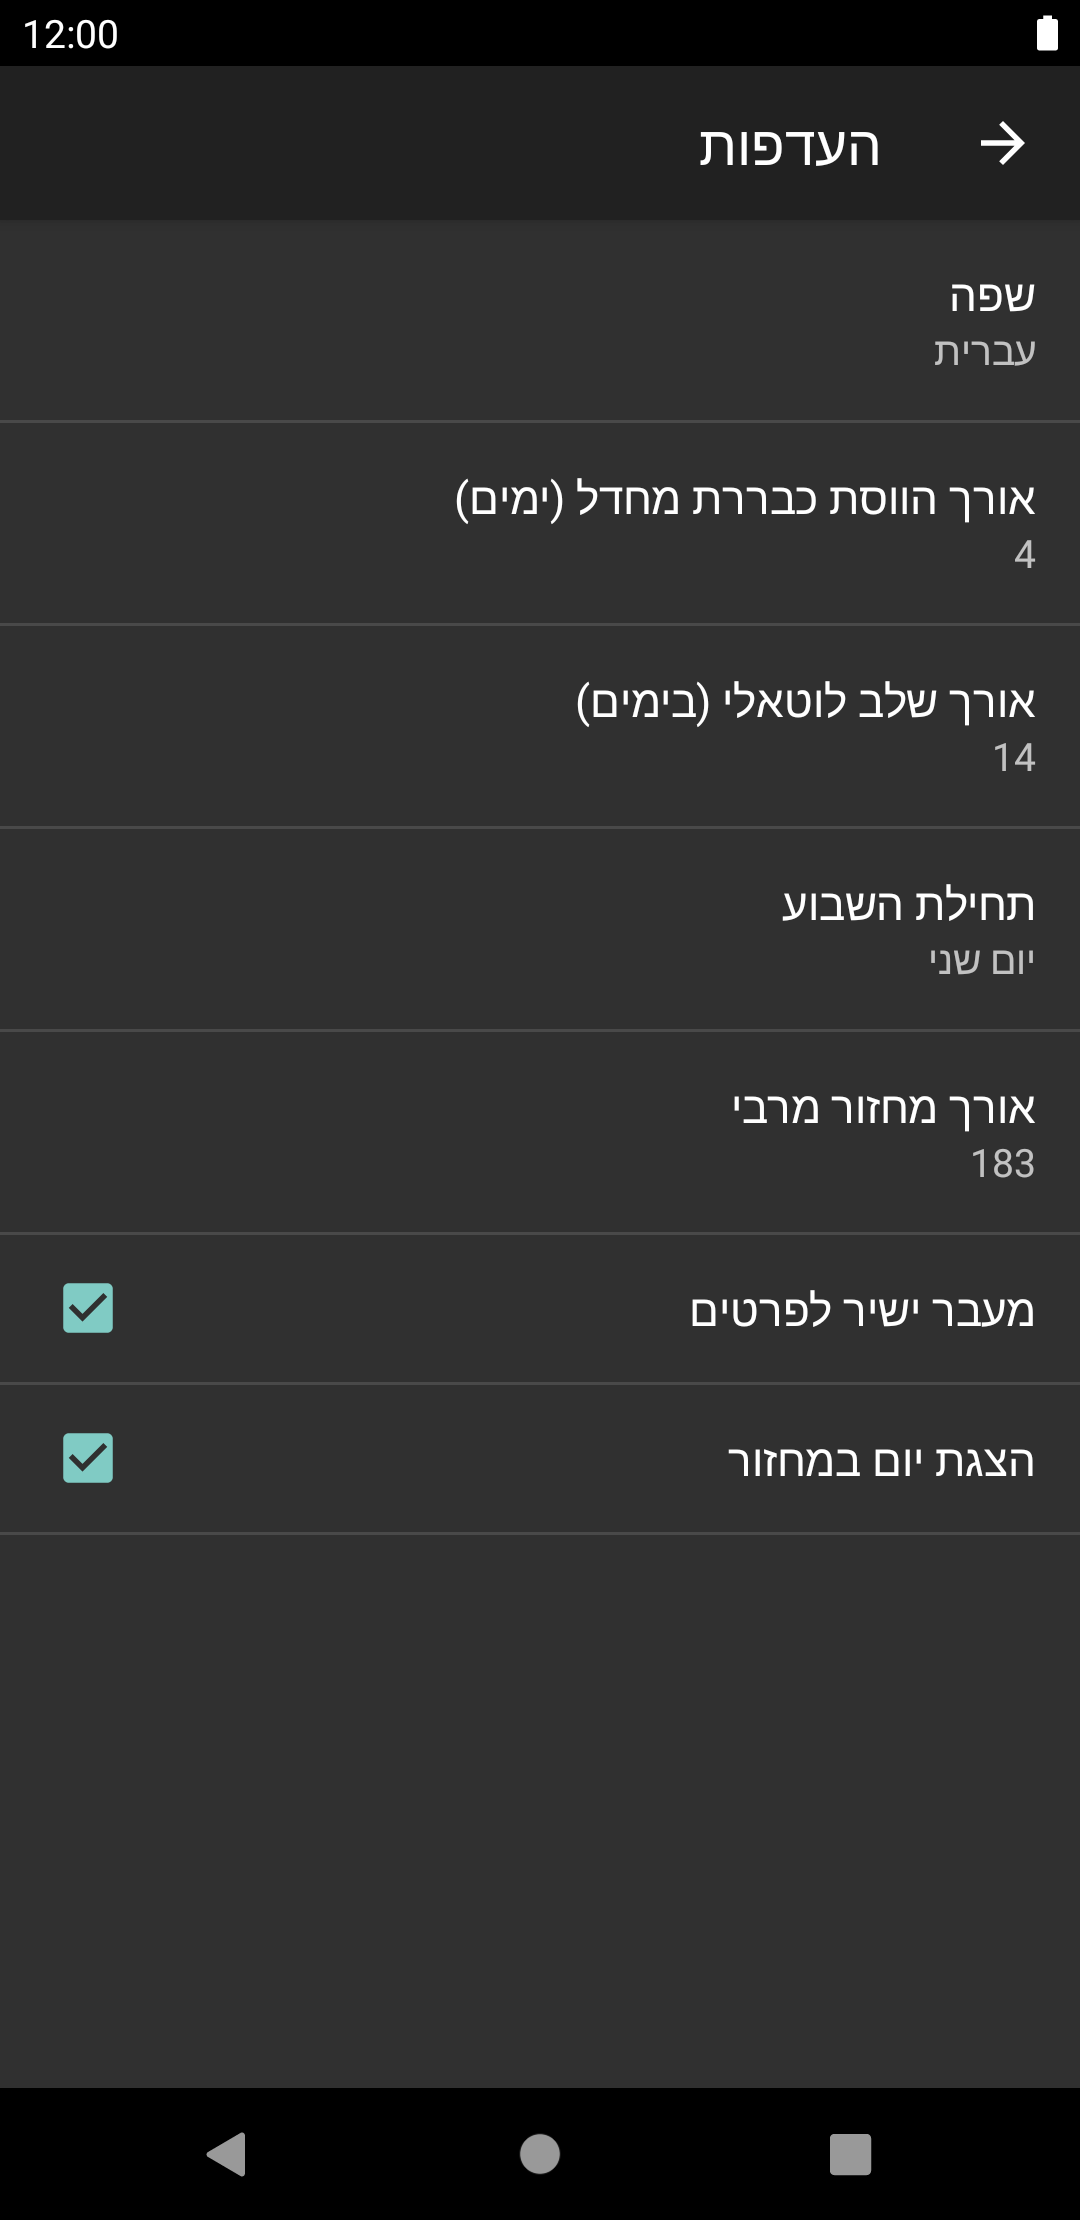 12:00
העדפות
שפה
עברית
אורך הווסת כבררת מחדל (ימים)
4
אורך שלב לוטאלי (בימים)
14
תחילת השבוע
יום שני
אורך מחזור מרבי
183
מעבר ישיר לפרטים
הצגת יום במחזור